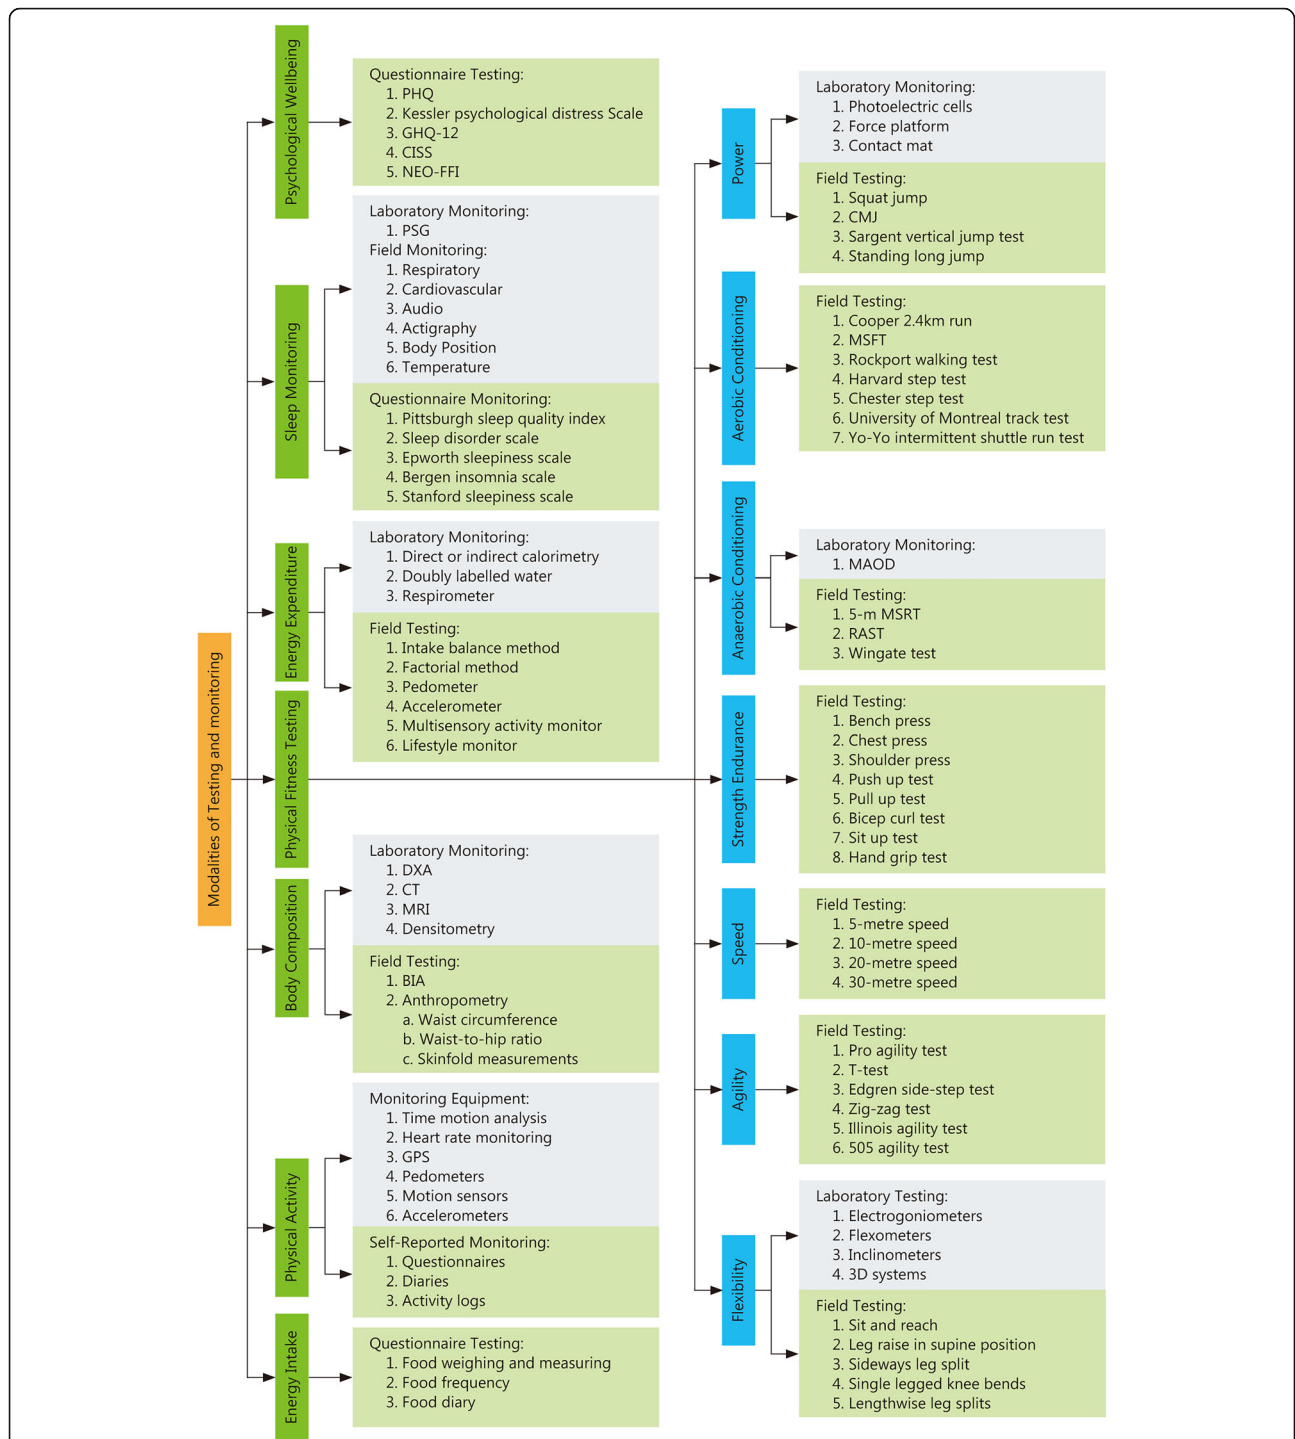 Modalities of Testing and monitoring
Psychological Wellbeing
Questionnaire Testing:
1. PHQ
2. Kessler psychological distress Scale
3. GHQ-12
4. CISS
5. NEO-FFI
Sleep Monitoring
Laboratory Monitoring:
1. PSG
Field Monitoring:
1. Respiratory
2. Cardiovascular
3. Audio
4. Actigraphy
5. Body Position
6. Temperature
Questionnaire Monitoring:
1. Pittsburgh sleep quality index
2. Sleep disorder scale
3. Epworth sleepiness scale
4. Bergen insomnia scale
5. Stanford sleepiness scale
Energy Expenditure
Laboratory Monitoring:
1. Direct or indirect calorimetry
2. Doubly labelled water
3. Respirometer
Field Testing:
1. Intake balance method
2. Factorial method
3. Pedometer
4. Accelerometer
5. Multisensory activity monitor
6. Lifestyle monitor
Physical Fitness Testing
Body Composition
Laboratory Monitoring:
1. DXA
2. CT
3. MRI
4. Densitometry
Field Testing:
1. BIA
2. Anthropometry
a. Waist circumference
b. Waist-to-hip ratio
c. Skinfold measurements
Physical Activity
Monitoring Equipment:
1. Time motion analysis
2. Heart rate monitoring
3. GPS
4. Pedometers
5. Motion sensors
6. Accelerometers
Self-Reported Monitoring:
1. Questionnaires
2. Diaries
3. Activity logs
Energy Intake
Questionnaire Testing:
1. Food weighing and measuring
2. Food frequency
3. Food diary
Power
Laboratory Monitoring:
1. Photoelectric cells
2. Force platform
3. Contact mat
Field Testing:
1. Squat jump
2. CMJ
3. Sargent vertical jump test
4. Standing long jump
Aerobic Conditioning
Field Testing:
1. Cooper 2.4km run
2. MSFT
3. Rockport walking test
4. Harvard step test
5. Chester step test
6. University of Montreal track test
7. Yo-Yo intermittent shuttle run test
Anaerobic Conditioning
Laboratory Monitoring:
1. MAOD
Field Testing:
1. 5-m MSRT
2. RAST
3. Wingate test
Strength Endurance
Field Testing:
1. Bench press
2. Chest press
3. Shoulder press
4. Push up test
5. Pull up test
6. Bicep curl test
7. Sit up test
8. Hand grip test
Speed
Field Testing:
1. 5-metre speed
2. 10-metre speed
3. 20-metre speed
4. 30-metre speed
Agility
Field Testing:
1. Pro agility test
2. T-test
3. Edgren side-step test
4. Zig-zag test
5. Illinois agility test
6. 505 agility test
Flexibility
Laboratory Testing:
1. Electrogoniometers
2. Flexometers
3. Inclinometers
4. 3D systems
Field Testing:
1. Sit and reach
2. Leg raise in supine position
3. Sideways leg split
4. Single legged knee bends
5. Lengthwise leg splits